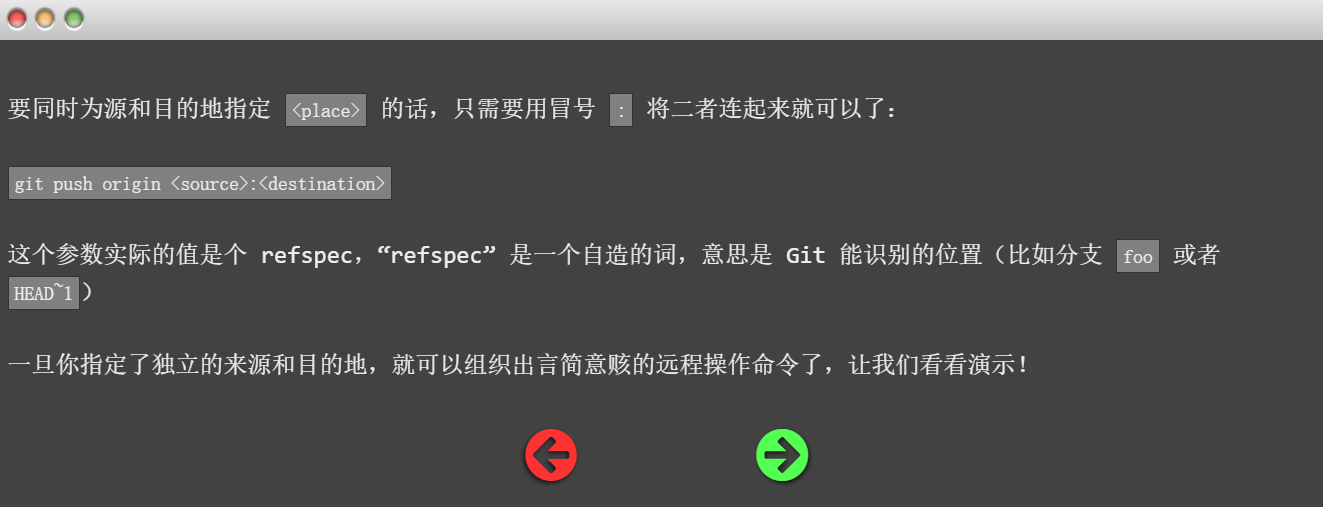 要同时为源和目的地指定 <place> 的话，只需要用冒号 : 将二者连起来就可以了：
git push origin <source>:<destination>
这个参数实际的值是个 refspec，“refspec” 是一个自造的词，意思是 Git 能识别的位置（比如分支 foo 或者
HEAD~1）
一旦你指定了独立的来源和目的地，就可以组织出言简意赅的远程操作命令了，让我们看看演示！